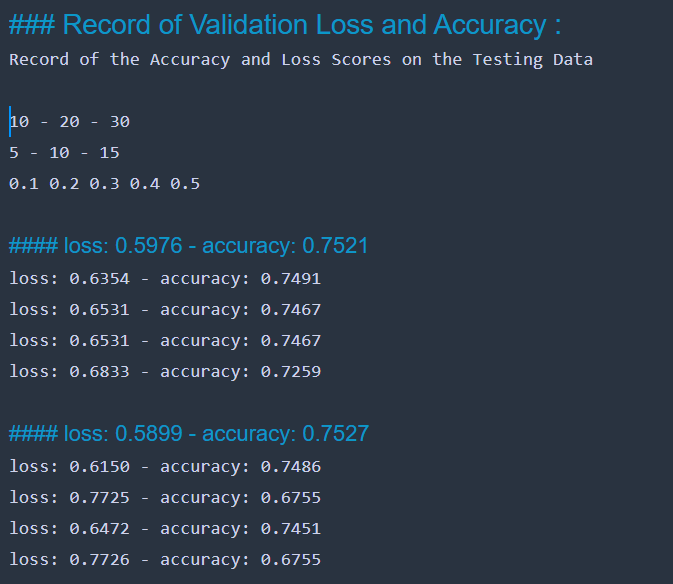 ### Record of Validation Loss and Accuracy :
Record of the Accuracy and Loss Scores on the Testing Data
10 - 20 - 30
5 - 10 - 15
0.1 0.2 0.3 0.4 0.5
#### loss: 0.5976 - accuracy: 0.7521
loss: 0.6354 - accuracy: 0.7491
loss: 0.6531 - accuracy: 0.7467
loss: 0.6531 - accuracy: 0.7467
loss: 0.6833 - accuracy: 0.7259
#### loss: 0.5899 - accuracy: 0.7527
loss: 0.6150 - accuracy: 0.7486
loss: 0.7725 - accuracy: 0.6755
loss: 0.6472 - accuracy: 0.7451
loss: 0.7726 - accuracy: 0.6755